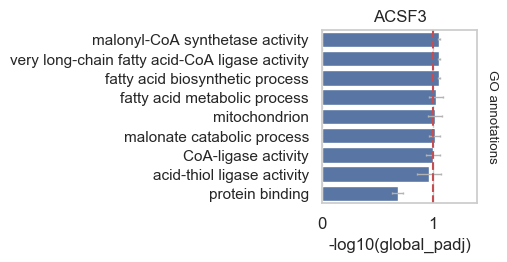 ACSF3
malonyl-CoA synthetase activity
very long-chain fatty acid-CoA ligase activity
fatty acid biosynthetic process
fatty acid metabolic process
mitochondrion
malonate catabolic process
CoA-ligase activity
acid-thiol ligase activity
protein binding
GO annotations
0 1
-log10(global_padj)